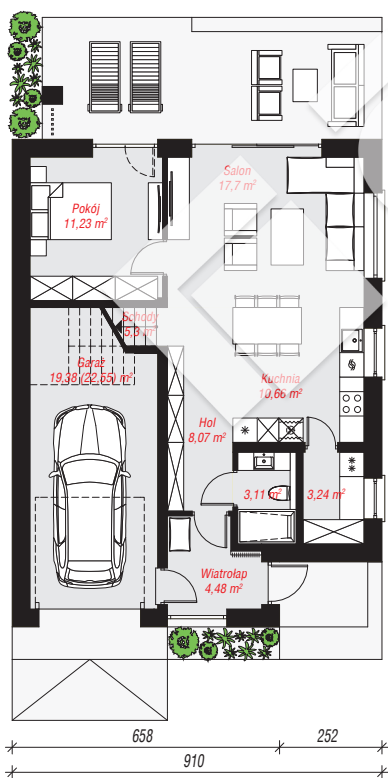 Salon
17,7 m²
Pokój
11,23 m²
Schody
5,3 m²
Garaż
19,38 (22,55) m²
Kuchnia
10,66 m²
Hol
8,07 m²
3,11 m²
3,24 m²
Wiatrołap
4,48 m²
658
252
910